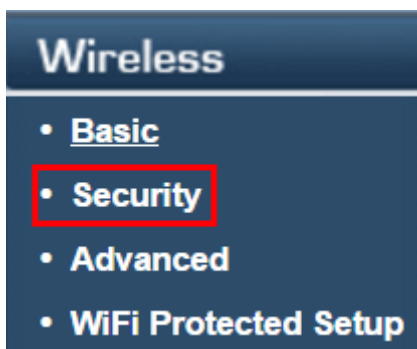 Wireless
• Basic
• Security
• Advanced
• WiFi Protected Setup